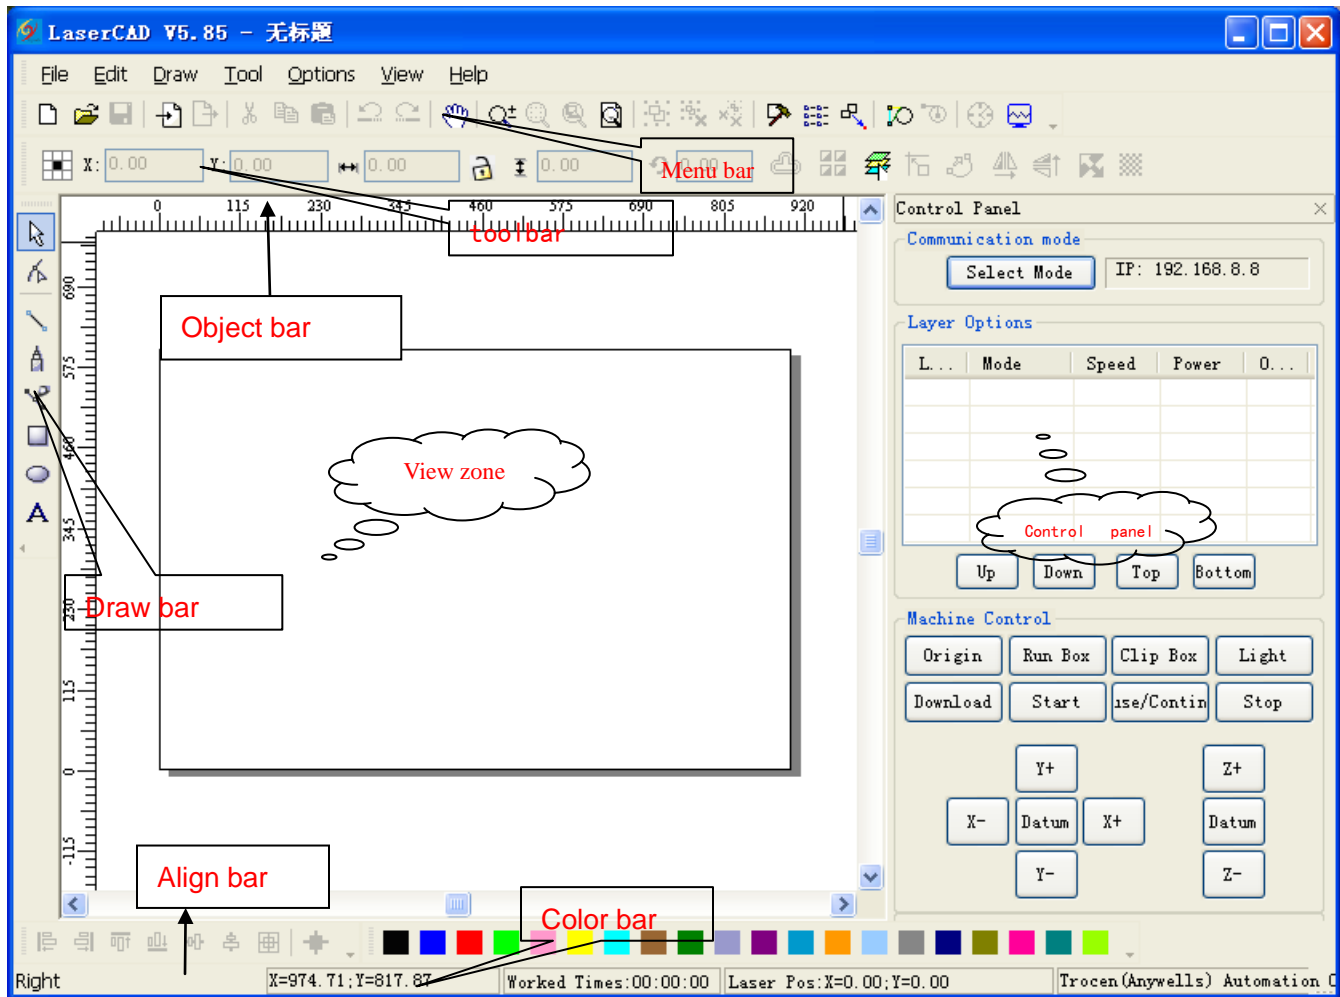 LaserCAD V5.85 - 无标题
File Edit Draw Tool Options View Help
X: 0.00 Y: 0.00 0.00 0.00 0.00
Menu bar
toolbar
0 115 230 345 460 575 690 805 920
690
575
460
345
230
115
0
-115
Object bar
View zone
Draw bar
Align bar
Color bar
Control Panel
Communication mode
Select Mode IP: 192.168.8.8
Layer Options
L... Mode Speed Power O...
Control panel
Up Down Top Bottom
Machine Control
Origin Run Box Clip Box Light
Download Start use/Contin Stop
Y+ Z+
X- Datum X+ Datum
Y- Z-
Right X=974.71;Y=817.87 Worked Times:00:00:00 Laser Pos:X=0.00;Y=0.00 Trocen(Anywells) Automation C